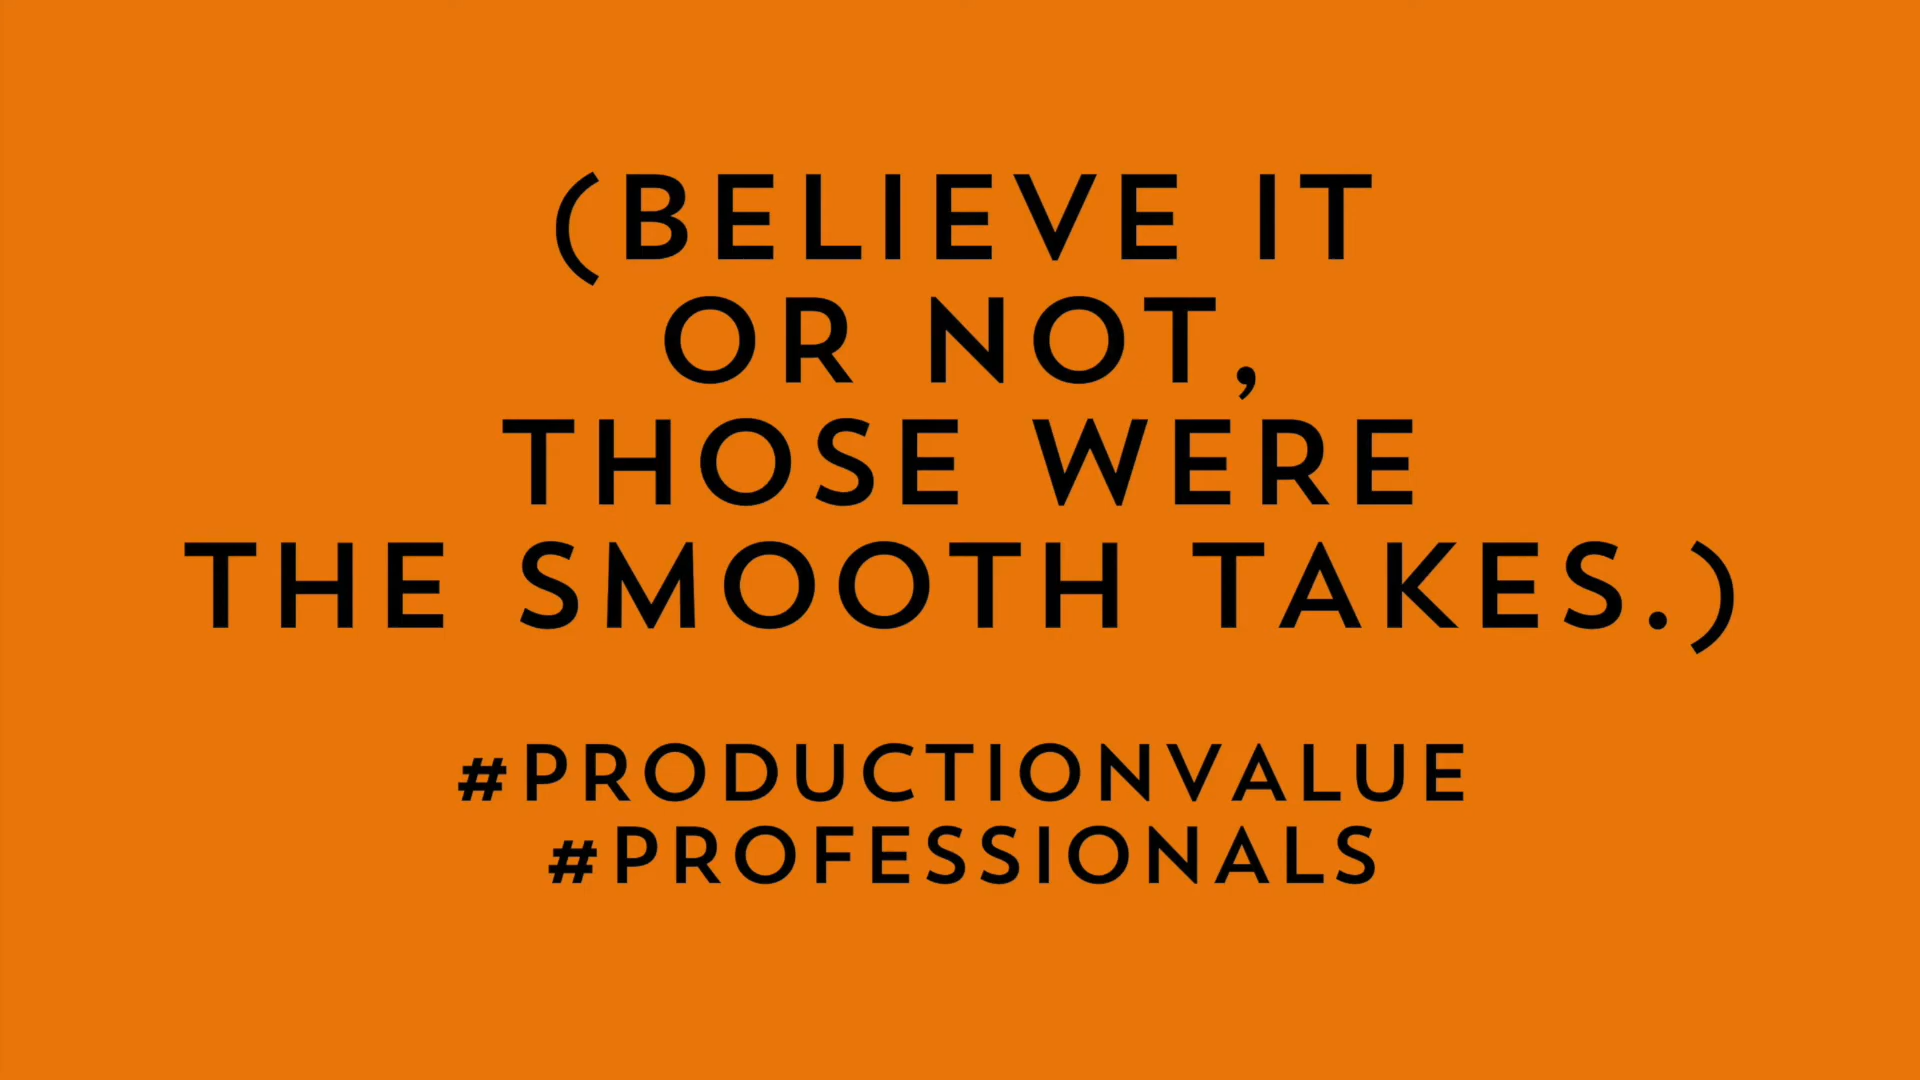 (BELIEVE IT
OR NOT,
THOSE WERE
THE SMOOTH TAKES.)
#PRODUCTIONVALUE
#PROFESSIONALS